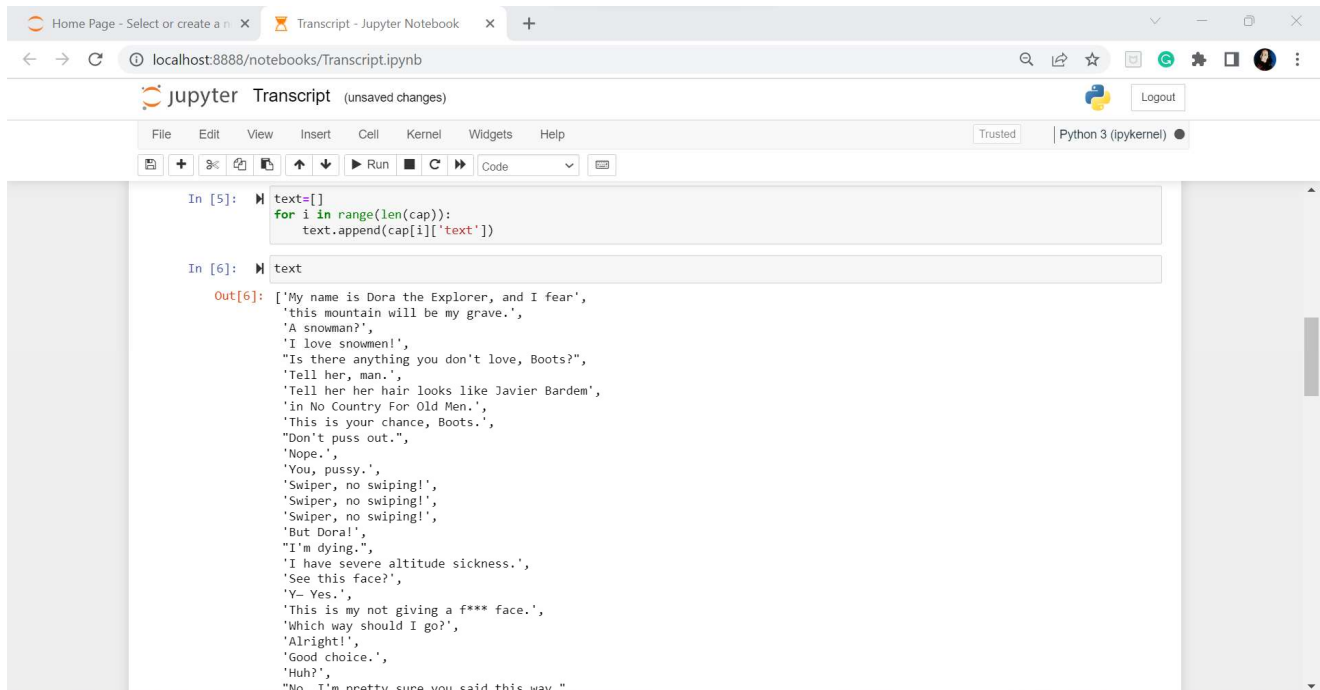 Home Page - Select or create a n
Transcript - Jupyter Notebook
localhost:8888/notebooks/Transcript.ipynb
jupyter Transcript (unsaved changes)
Logout
File Edit View Insert Cell Kernel Widgets Help
Trusted Python 3 (ipykernel)
Run Code
In [5]: text=[]
for i in range(len(cap)):
    text.append(cap[i]['text'])
In [6]: text
Out[6]: ['My name is Dora the Explorer, and I fear',
'this mountain will be my grave.',
'A snowman?',
'I love snowmen!',
"Is there anything you don't love, Boots?",
'Tell her, man.',
'Tell her her hair looks like Javier Bardem',
'in No Country For Old Men.',
'This is your chance, Boots.',
"Don't puss out.",
'Nope.',
'You, pussy.',
'Swiper, no swiping!',
'Swiper, no swiping!',
'Swiper, no swiping!',
'But Dora!',
"I'm dying.",
'I have severe altitude sickness.',
'See this face?',
'Y— Yes.',
'This is my not giving a f*** face.',
'Which way should I go?',
'Alright!',
'Good choice.',
'Huh?',
"No, I'm pretty sure you said this way."